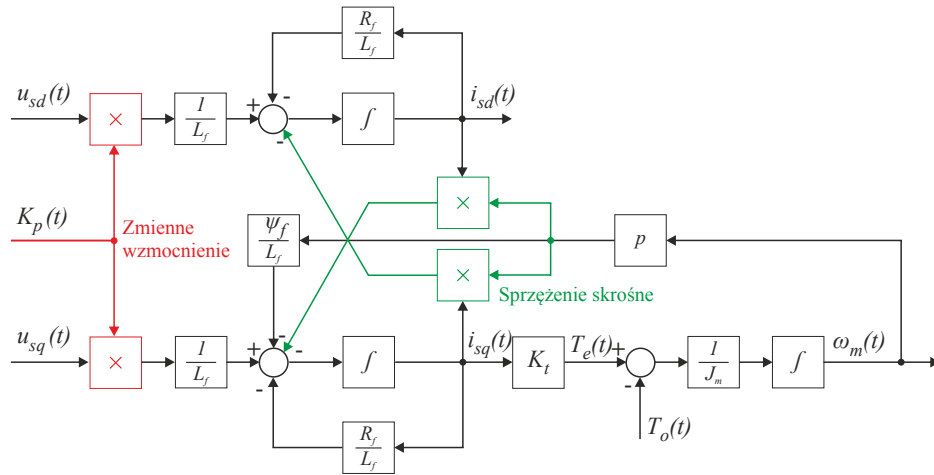 R_f
L_f
u_sd(t)
×
1
L_f
+
-
-
∫
i_sd(t)
K_p(t)
Zmienne
wzmocnienie
ψ_f
L_f
×
p
×
Sprzężenie skrośne
u_sq(t)
×
1
L_f
+
-
-
-
∫
i_sq(t)
K_t
T_e(t)
+
-
1
J_m
∫
ω_m(t)
R_f
L_f
T_o(t)